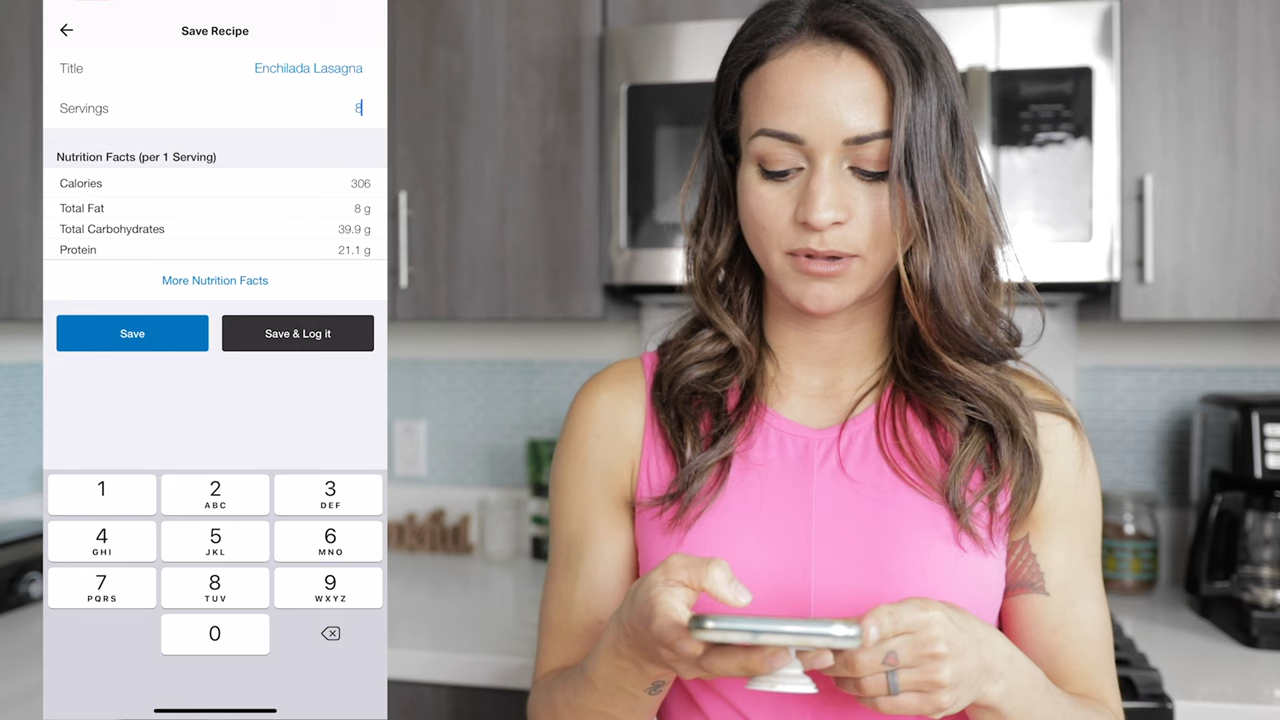 Save Recipe
Title Enchilada Lasagna
Servings 8
Nutrition Facts (per 1 Serving)
Calories 306
Total Fat 8 g
Total Carbohydrates 39.9 g
Protein 21.1 g
More Nutrition Facts
Save Save & Log it
1 2 3
ABC DEF
4 5 6
GHI JKL MNO
7 8 9
PQRS TUV WXYZ
0